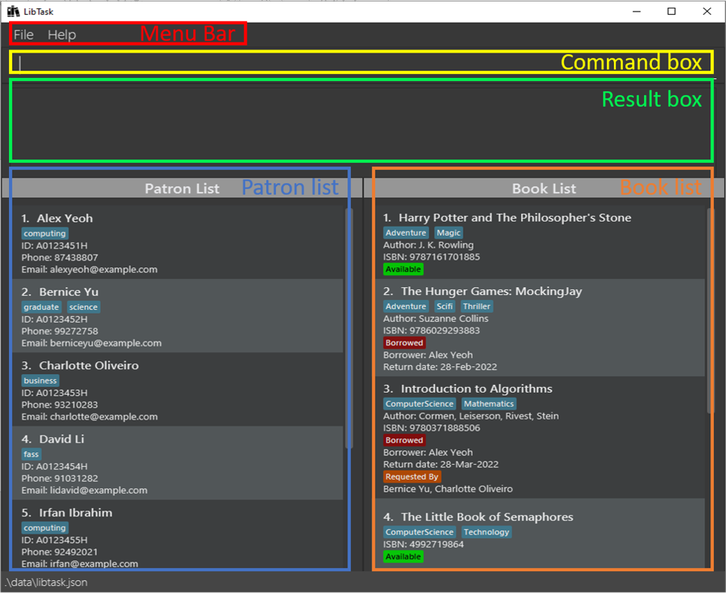 LibTask
File Help Menu Bar
Command box
Result box
Patron List Patron list
1. Alex Yeoh
computing
ID: A0123451H
Phone: 87438807
Email: alexyeoh@example.com
2. Bernice Yu
graduate science
ID: A0123452H
Phone: 99272758
Email: berniceyu@example.com
3. Charlotte Oliveiro
business
ID: A0123453H
Phone: 93210283
Email: charlotte@example.com
4. David Li
fass
ID: A0123454H
Phone: 91031282
Email: lidavid@example.com
5. Irfan Ibrahim
computing
ID: A0123455H
Phone: 92492021
Email: irfan@example.com
Book List Book list
1. Harry Potter and The Philosopher's Stone
Adventure Magic
Author: J. K. Rowling
ISBN: 9787161701885
Available
2. The Hunger Games: MockingJay
Adventure Scifi Thriller
Author: Suzanne Collins
ISBN: 9786029293883
Borrowed
Borrower: Alex Yeoh
Return date: 28-Feb-2022
3. Introduction to Algorithms
ComputerScience Mathematics
Author: Cormen, Leiserson, Rivest, Stein
ISBN: 9780371888506
Borrowed
Borrower: Alex Yeoh
Return date: 28-Mar-2022
Requested By
Bernice Yu, Charlotte Oliveiro
4. The Little Book of Semaphores
ComputerScience Technology
ISBN: 4992719864
Available
.\data\libtask.json